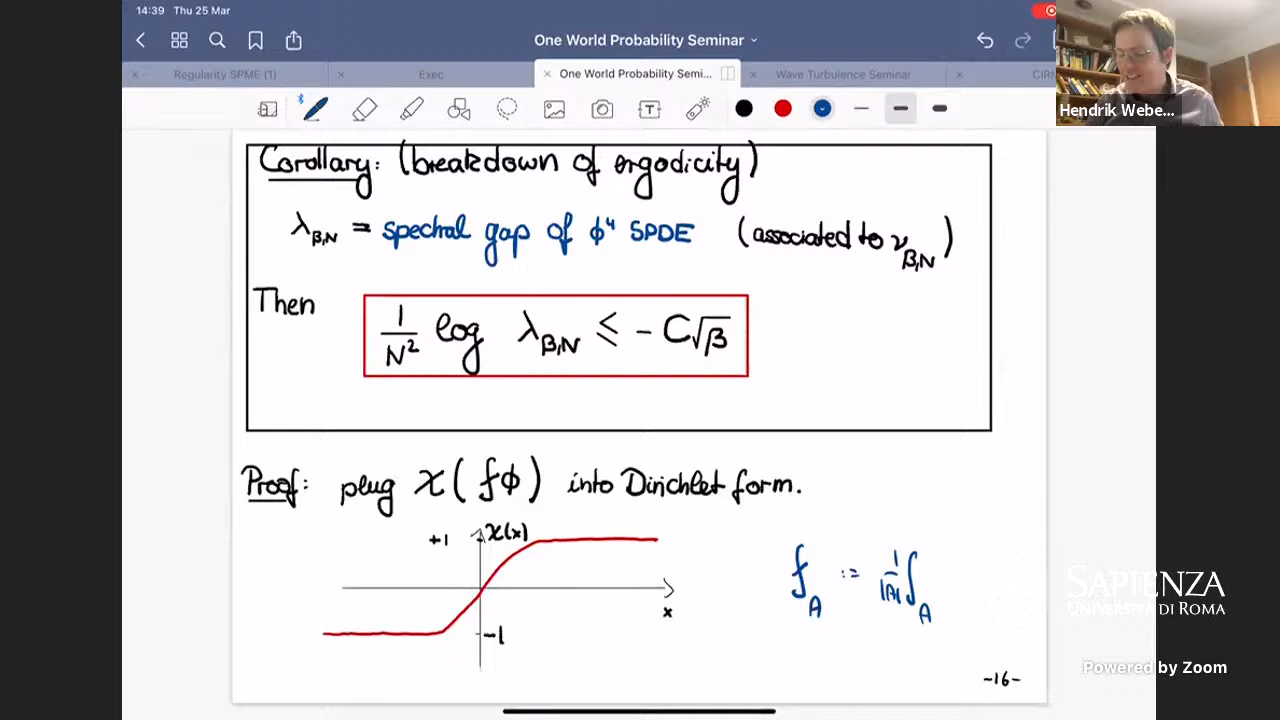 14:39 Thu 25 Mar
One World Probability Seminar
Regularity SPME (1)
Exec
One World Probability Semi...
Wave Turbulence Seminar
CIRM
Hendrik Webe...
Corollary: (breakdown of ergodicity)
λ_{β,N} = spectral gap of ϕ⁴ SPDE (associated to ν_{β,N})
Then 1/N² log λ_{β,N} ≤ - C√β
Proof: plug χ(⨍ϕ) into Dirichlet form.
+1 χ(x)
x
-1
⨍_A := 1/|A| ∫_A
SAPIENZA
UNIVERSITÀ DI ROMA
Powered by Zoom
-16-